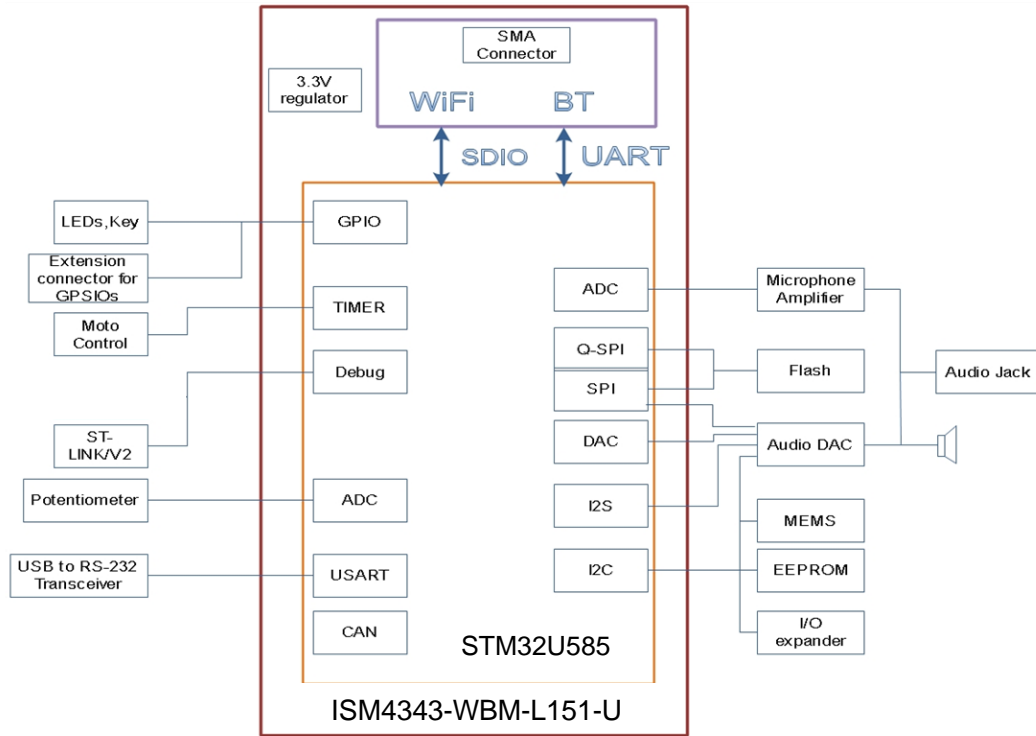 SMA
Connector
3.3V
regulator
WiFi
BT
SDIO
UART
LEDs,Key
Extension
connector for
GPSIOs
Moto
Control
ST-
LINK/V2
Potentiometer
USB to RS-232
Transceiver
GPIO
TIMER
Debug
ADC
USART
CAN
ADC
Q-SPI
SPI
DAC
I2S
I2C
STM32U585
ISM4343-WBM-L151-U
Microphone
Amplifier
Flash
Audio DAC
MEMS
EEPROM
I/O
expander
Audio Jack